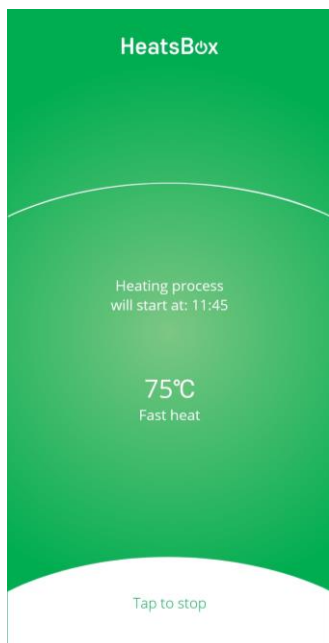 HeatsBox
Heating process
will start at: 11:45
75℃
Fast heat
Tap to stop